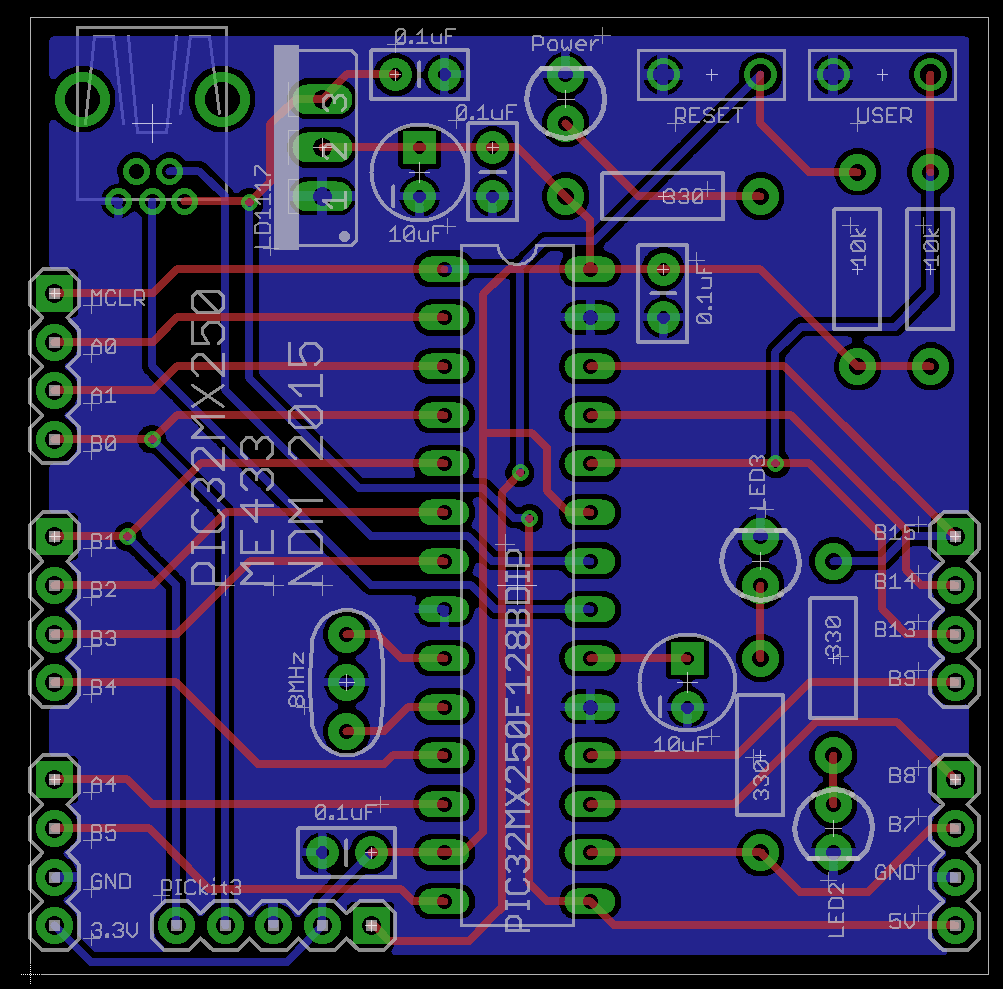 0.1uF
Power
3
0.1uF
RESET
USER
2
LD1117
1
330
10uF
10k
10k
0.1uF
MCLR
A0
A1
B0
PIC32MX250
ME433
NDM 2015
LED3
B1
B2
B3
B4
B15
B14
B13
B9
330
8MHz
PIC32MX250F128BDIP
10uF
330
A4
B5
GND
3.3V
0.1uF
PICkit3
B8
B7
GND
5V
LED2